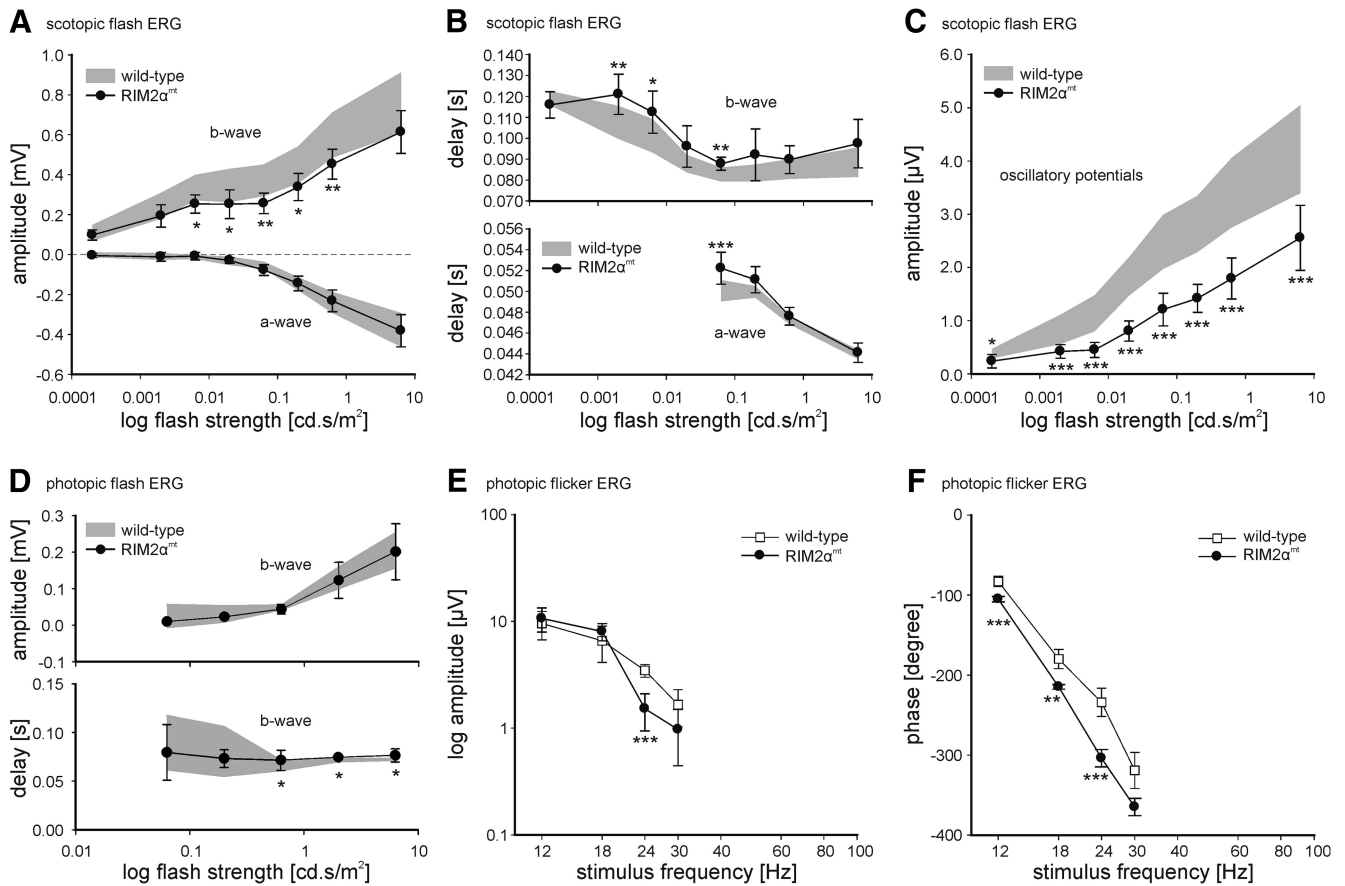 A scotopic flash ERG
1.0
0.8
0.6
0.4
0.2
0.0
-0.2
-0.4
-0.6
amplitude [mV]
wild-type
RIM2αmt
b-wave
*
*
**
*
**
a-wave
0.0001 0.001 0.01 0.1 1 10
log flash strength [cd.s/m2]
B scotopic flash ERG
0.140
0.130
0.120
0.110
0.100
0.090
0.080
0.070
delay [s]
**
*
b-wave
**
0.056
0.054
0.052
0.050
0.048
0.046
0.044
0.042
delay [s]
wild-type
RIM2αmt
***
a-wave
0.0001 0.001 0.01 0.1 1 10
log flash strength [cd.s/m2]
C scotopic flash ERG
6.0
5.0
4.0
3.0
2.0
1.0
0.0
amplitude [µV]
wild-type
RIM2αmt
oscillatory potentials
*
***
***
***
***
***
***
***
0.0001 0.001 0.01 0.1 1 10
log flash strength [cd.s/m2]
D photopic flash ERG
0.3
0.2
0.1
0.0
-0.1
amplitude [mV]
wild-type
RIM2αmt
b-wave
0.15
0.10
0.05
0.00
delay [s]
b-wave
*
*
*
0.01 0.1 1 10
log flash strength [cd.s/m2]
E photopic flicker ERG
100
10
1
0.1
log amplitude [µV]
wild-type
RIM2αmt
***
12 18 24 30 40 60 80 100
stimulus frequency [Hz]
F photopic flicker ERG
0
-100
-200
-300
-400
phase [degree]
wild-type
RIM2αmt
***
**
***
12 18 24 30 40 60 80 100
stimulus frequency [Hz]